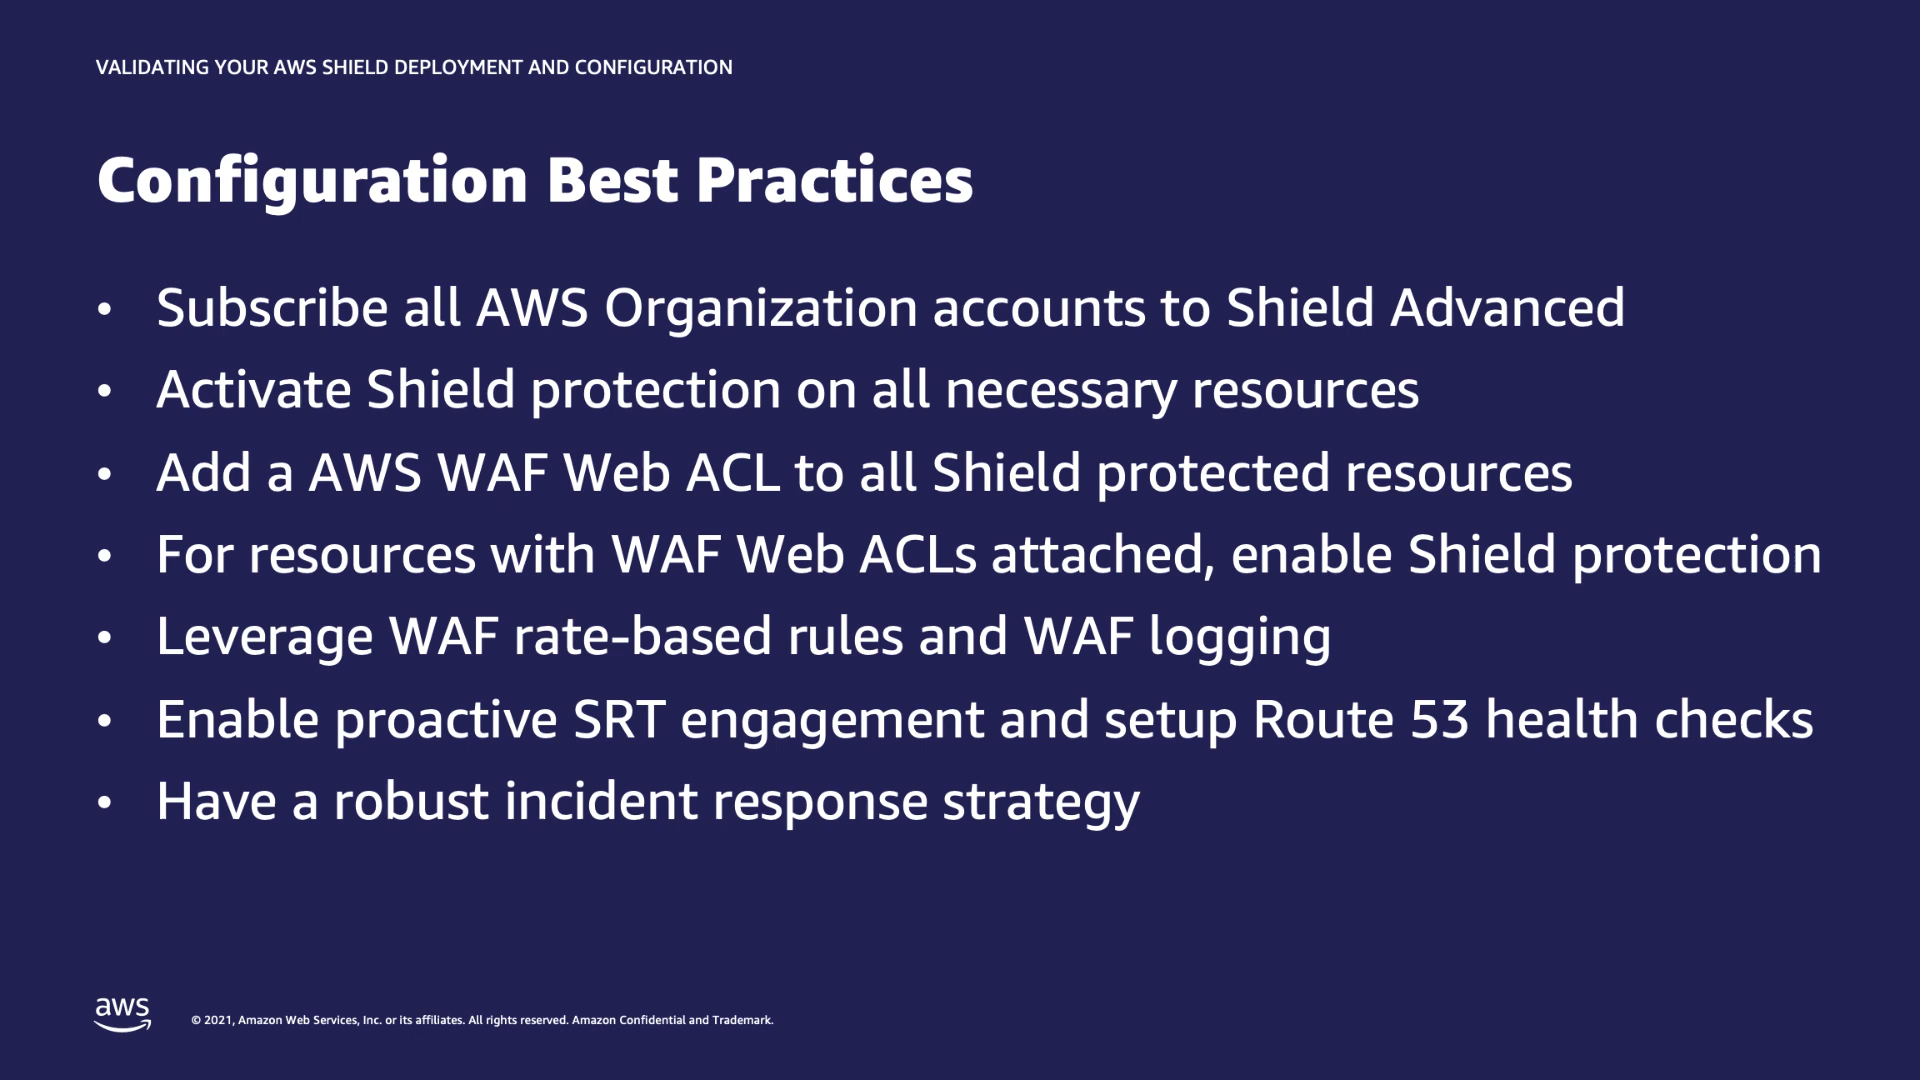 VALIDATING YOUR AWS SHIELD DEPLOYMENT AND CONFIGURATION
Configuration Best Practices
• Subscribe all AWS Organization accounts to Shield Advanced
• Activate Shield protection on all necessary resources
• Add a AWS WAF Web ACL to all Shield protected resources
• For resources with WAF Web ACLs attached, enable Shield protection
• Leverage WAF rate-based rules and WAF logging
• Enable proactive SRT engagement and setup Route 53 health checks
• Have a robust incident response strategy
aws
© 2021, Amazon Web Services, Inc. or its affiliates. All rights reserved. Amazon Confidential and Trademark.